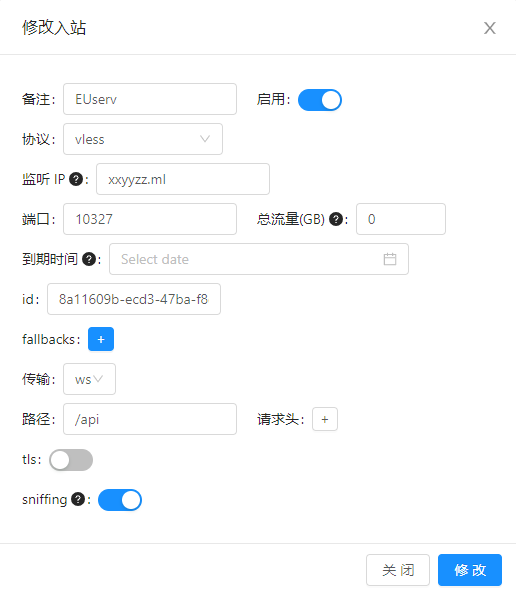 修改入站
备注: EUserv 启用:
协议: vless
监听 IP ?: xxyyzz.ml
端口: 10327 总流量(GB) ?: 0
到期时间 ?: Select date
id: 8a11609b-ecd3-47ba-f8
fallbacks: +
传输: ws
路径: /api 请求头: +
tls:
sniffing ?:
关 闭 修 改